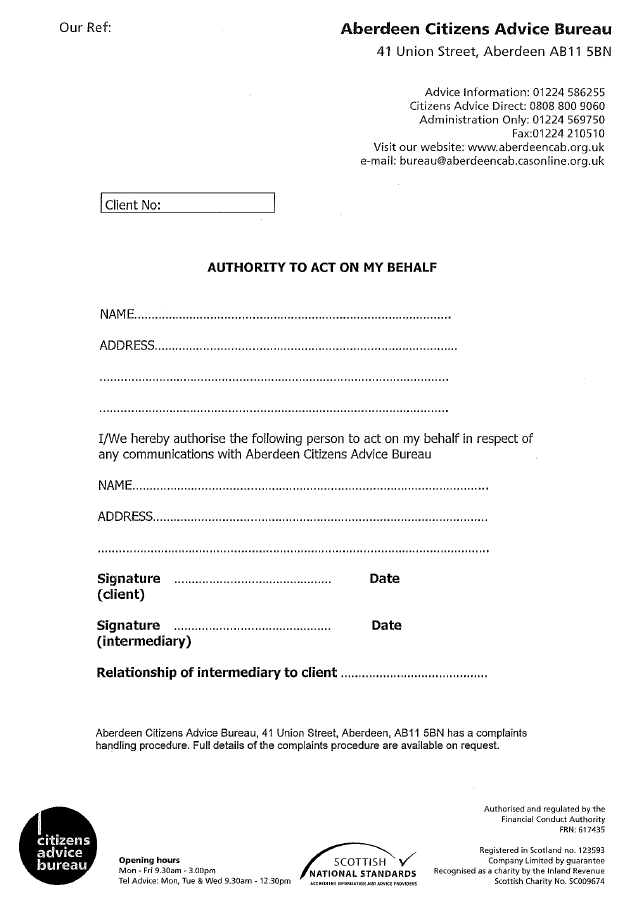 Our Ref:
Aberdeen Citizens Advice Bureau
41 Union Street, Aberdeen AB11 5BN
Advice Information: 01224 586255
Citizens Advice Direct: 0808 800 9060
Administration Only: 01224 569750
Fax:01224 210510
Visit our website: www.aberdeencab.org.uk
e-mail: bureau@aberdeencab.casonline.org.uk
Client No:
AUTHORITY TO ACT ON MY BEHALF
NAME..........................................................................................
ADDRESS.....................................................................................
..................................................................................................
..................................................................................................
I/We hereby authorise the following person to act on my behalf in respect of
any communications with Aberdeen Citizens Advice Bureau
NAME....................................................................................................
ADDRESS..............................................................................................
..............................................................................................................
Signature ............................................ Date
(client)
Signature ............................................ Date
(intermediary)
Relationship of intermediary to client .........................................
Aberdeen Citizens Advice Bureau, 41 Union Street, Aberdeen, AB11 5BN has a complaints
handling procedure. Full details of the complaints procedure are available on request.
citizens
advice
bureau
Opening hours
Mon - Fri 9.30am - 3.00pm
Tel Advice: Mon, Tue & Wed 9.30am - 12.30pm
SCOTTISH
NATIONAL STANDARDS
ACCREDITED INFORMATION AND ADVICE PROVIDERS
Authorised and regulated by the
Financial Conduct Authority
FRN: 617435
Registered in Scotland no. 123593
Company Limited by guarantee
Recognised as a charity by the Inland Revenue
Scottish Charity No. SC009674